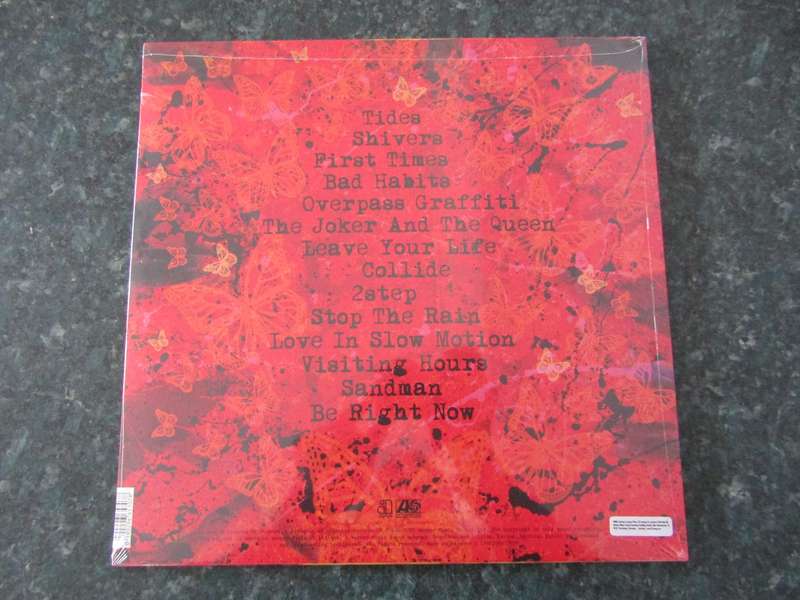 Tides
Shivers
First Times
Bad Habits
Overpass Graffiti
The Joker And The Queen
Leave Your Life
Collide
2step
Stop The Rain
Love In Slow Motion
Visiting Hours
Sandman
Be Right Now